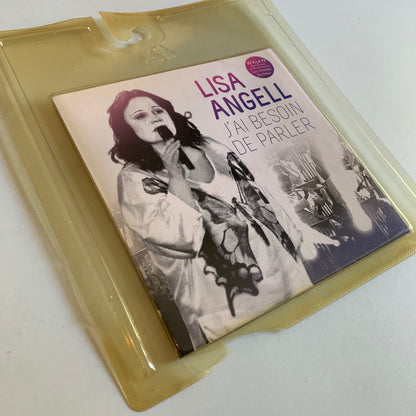 LISA
ANGELL
J'AI BESOIN
DE PARLER